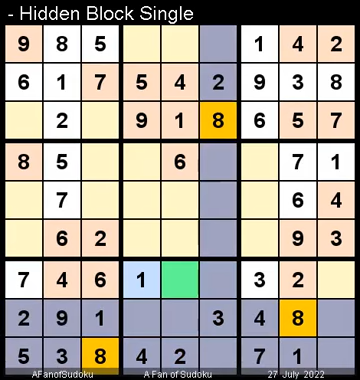 - Hidden Block Single
9 8 5 1 4 2
6 1 7 5 4 2 9 3 8
2 9 1 8 6 5 7
8 5 6 7 1
7 6 4
6 2 9 3
7 4 6 1 3 2
2 9 1 3 4 8
5 3 8 4 2 7 1
AFanofSudoku A Fan of Sudoku 27 July 2022